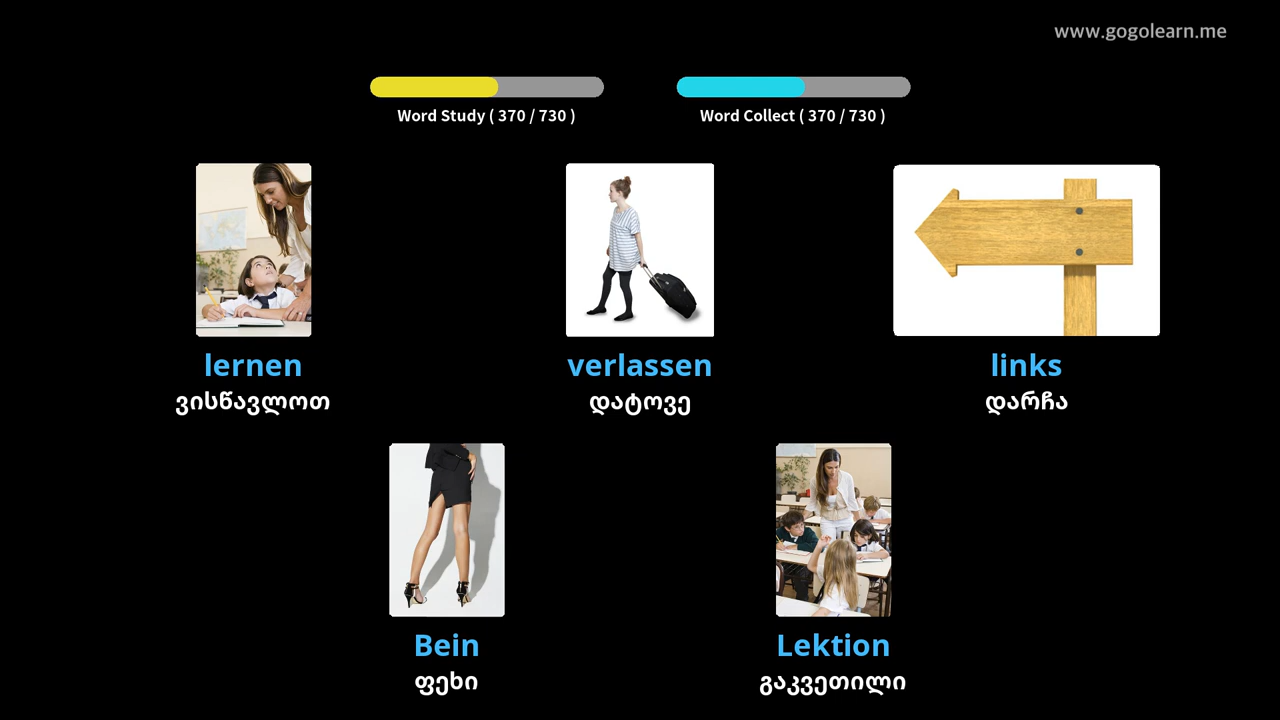 www.gogolearn.me
Word Study ( 370 / 730 )
Word Collect ( 370 / 730 )
lernen
ვისწავლოთ
verlassen
დატოვე
links
დარჩა
Bein
ფეხი
Lektion
გაკვეთილი